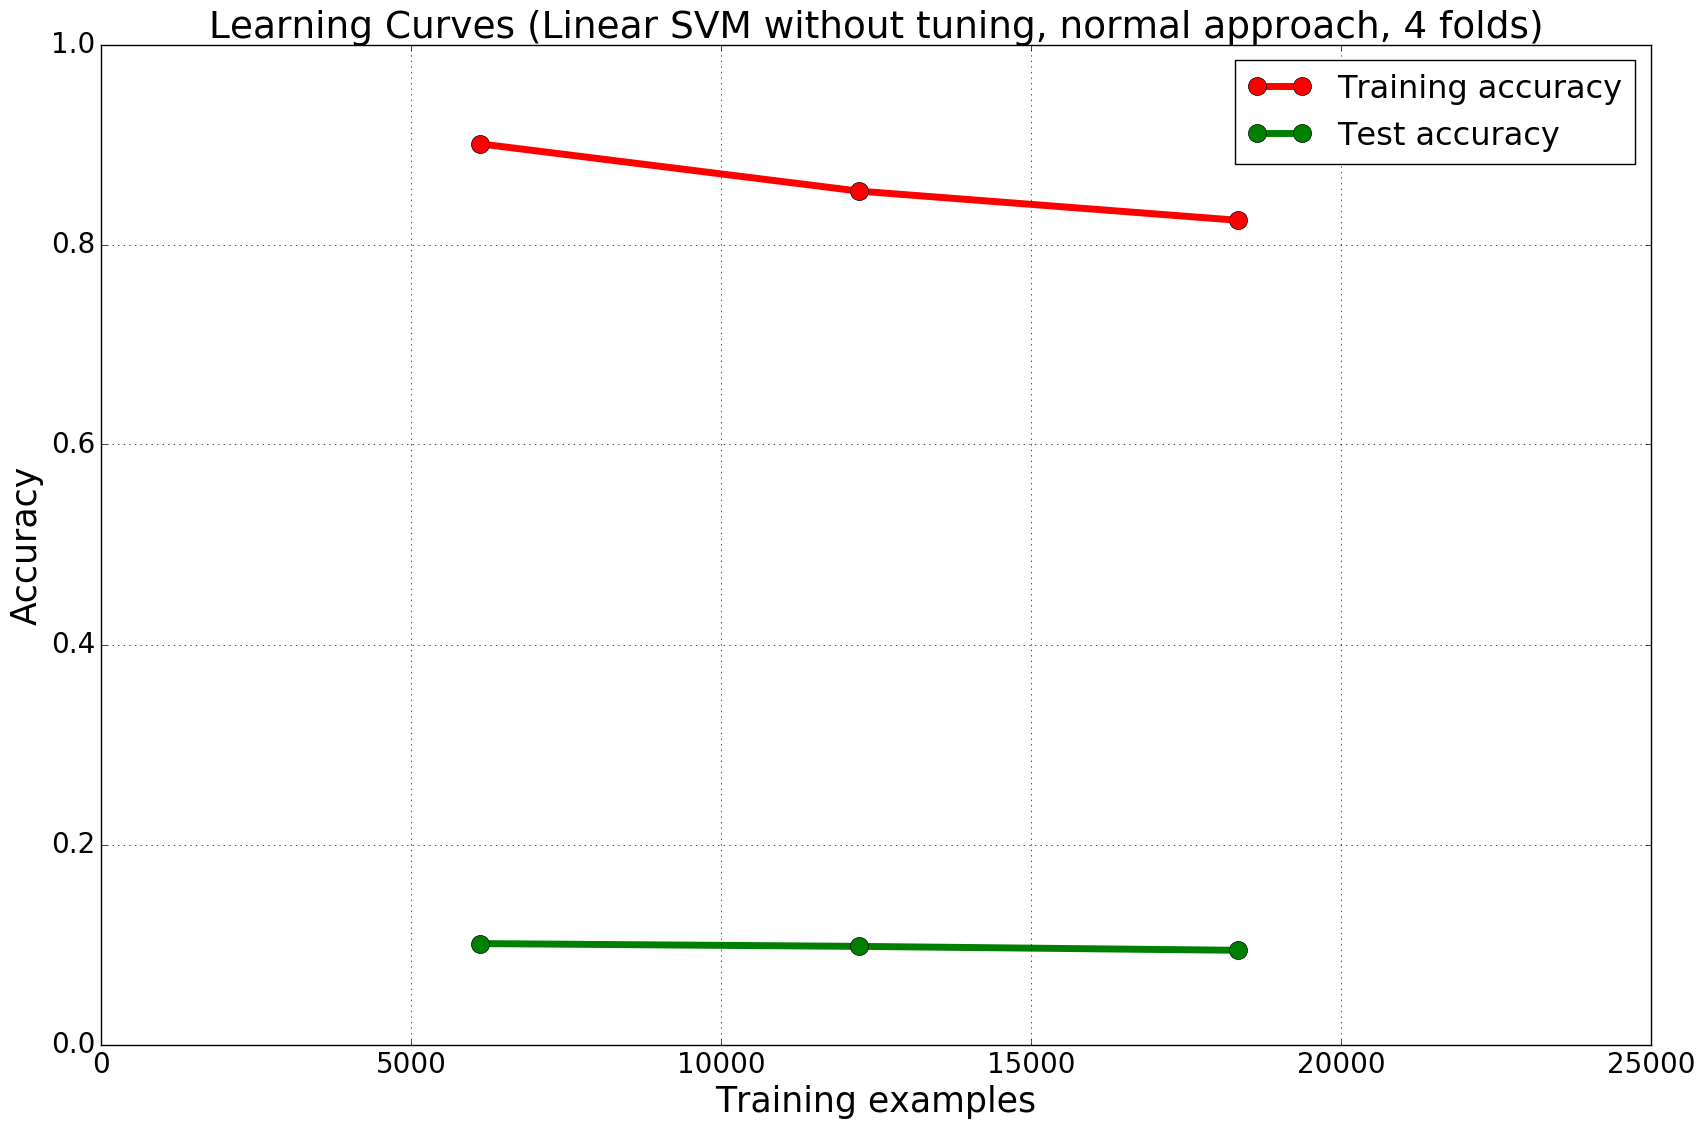 Learning Curves (Linear SVM without tuning, normal approach, 4 folds)
1.0
Training accuracy
Test accuracy
0.8
0.6
Accuracy
0.4
0.2
0.0
0 5000 10000 15000 20000 25000
Training examples